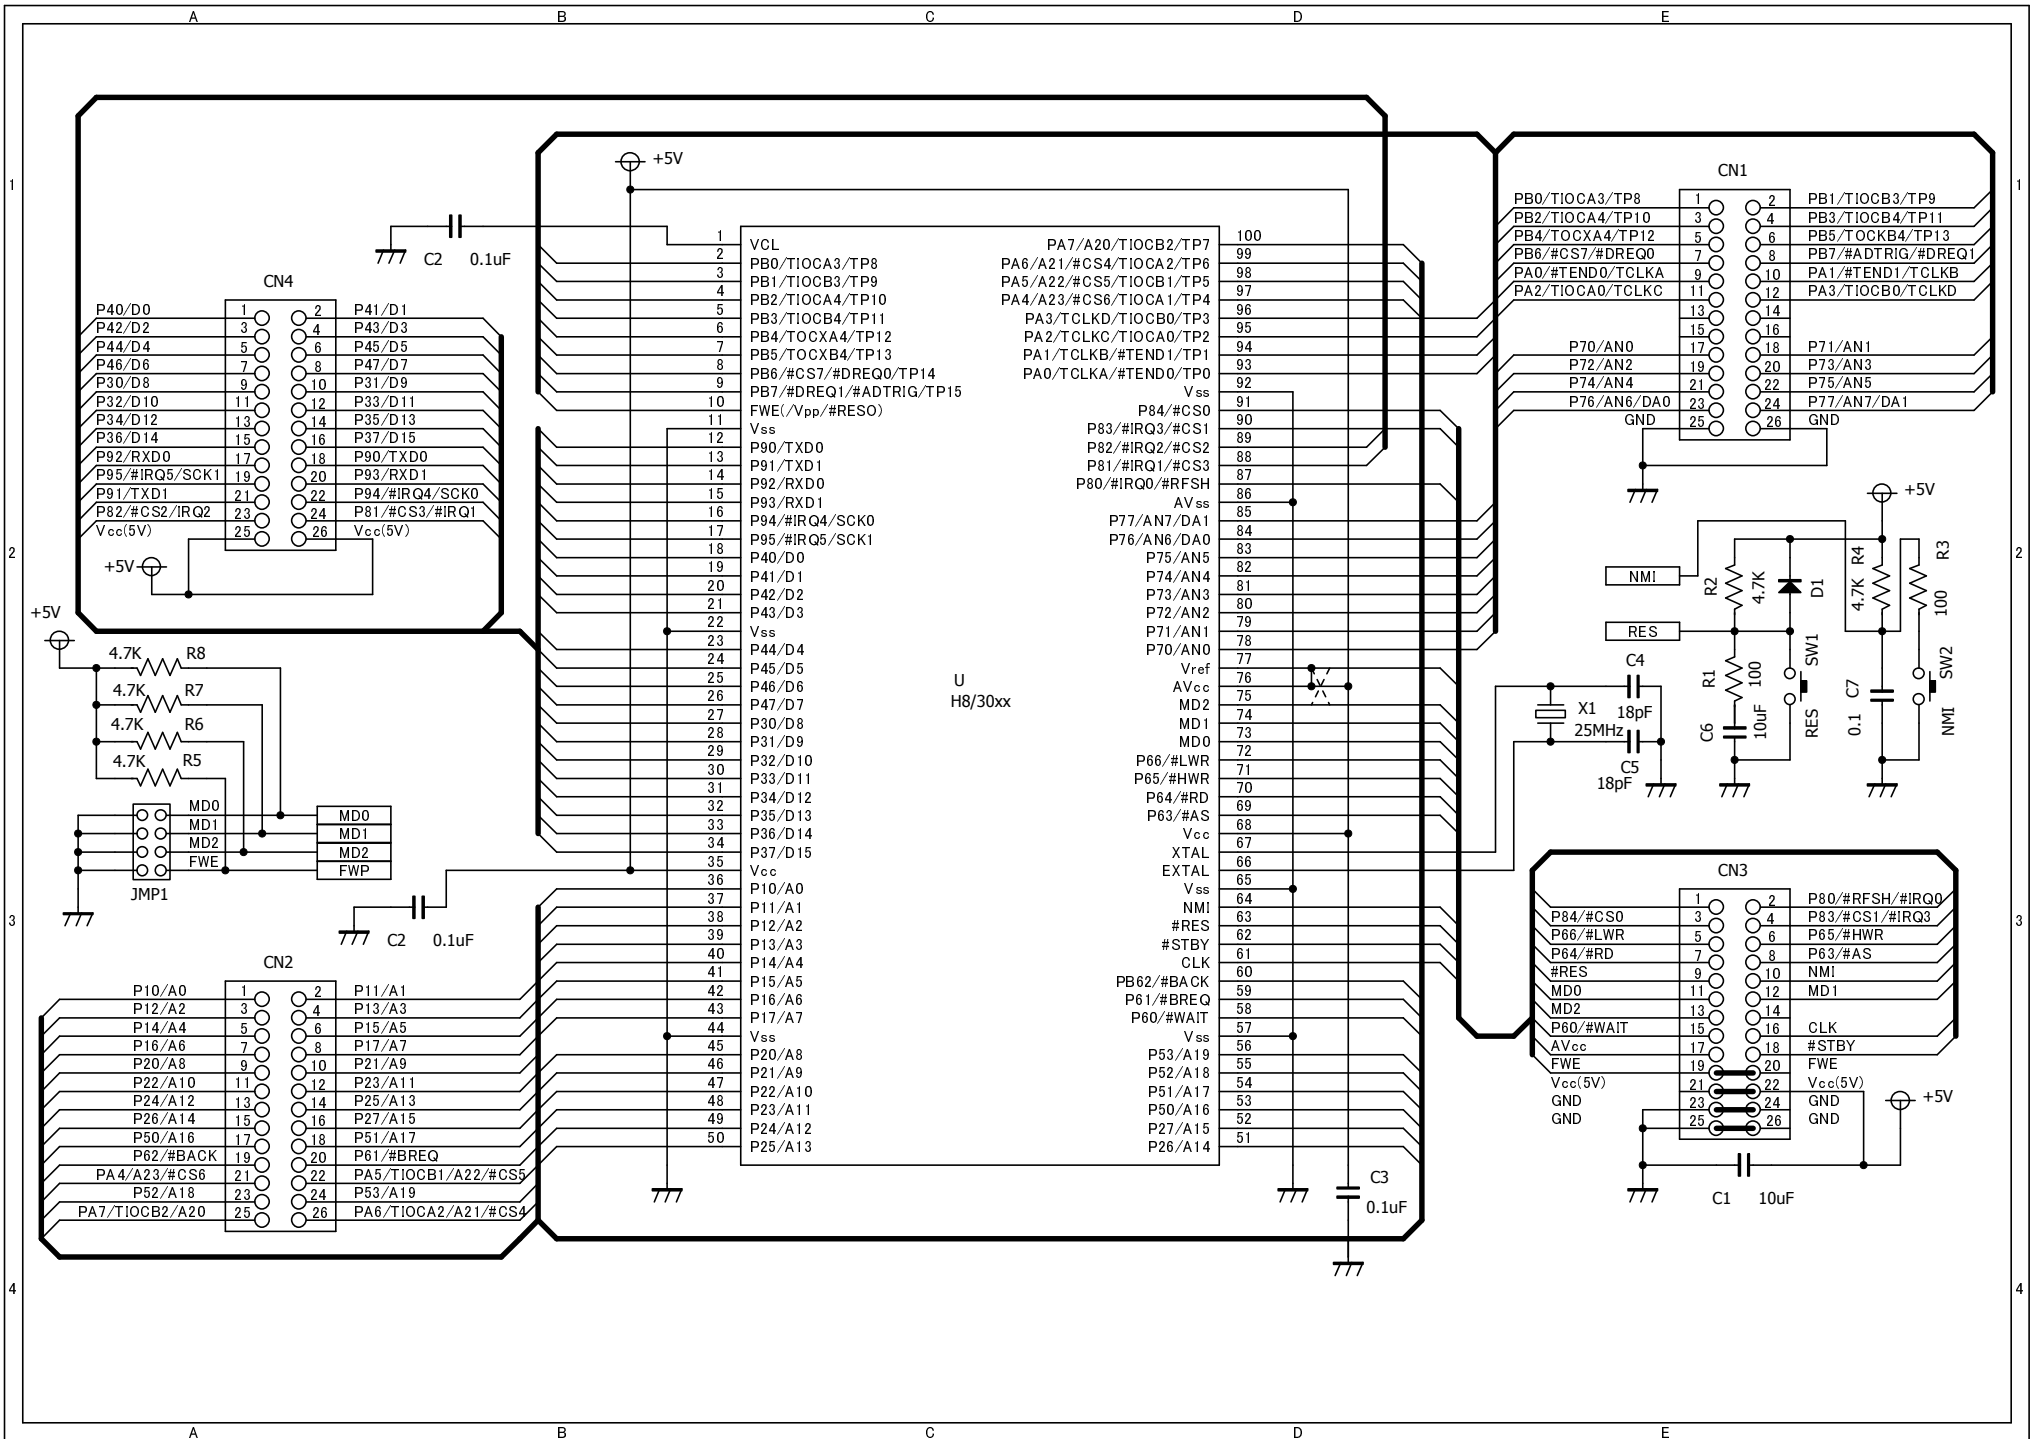 A B C D E
1 1
2 2
3 3
4 4
A B C D E
+5V
C2 0.1uF
CN4
P40/D0 1 2 P41/D1
P42/D2 3 4 P43/D3
P44/D4 5 6 P45/D5
P46/D6 7 8 P47/D7
P30/D8 9 10 P31/D9
P32/D10 11 12 P33/D11
P34/D12 13 14 P35/D13
P36/D14 15 16 P37/D15
P92/RXD0 17 18 P90/TXD0
P95/#IRQ5/SCK1 19 20 P93/RXD1
P91/TXD1 21 22 P94/#IRQ4/SCK0
P82/#CS2/IRQ2 23 24 P81/#CS3/#IRQ1
Vcc(5V) 25 26 Vcc(5V)
+5V
+5V
4.7K R8
4.7K R7
4.7K R6
4.7K R5
MD0 MD0
MD1 MD1
MD2 MD2
FWE FWP
JMP1
C2 0.1uF
CN2
P10/A0 1 2 P11/A1
P12/A2 3 4 P13/A3
P14/A4 5 6 P15/A5
P16/A6 7 8 P17/A7
P20/A8 9 10 P21/A9
P22/A10 11 12 P23/A11
P24/A12 13 14 P25/A13
P26/A14 15 16 P27/A15
P50/A16 17 18 P51/A17
P62/#BACK 19 20 P61/#BREQ
PA4/A23/#CS6 21 22 PA5/TIOCB1/A22/#CS5
P52/A18 23 24 P53/A19
PA7/TIOCB2/A20 25 26 PA6/TIOCA2/A21/#CS4
U
H8/30xx
1 VCL PA7/A20/TIOCB2/TP7 100
2 PB0/TIOCA3/TP8 PA6/A21/#CS4/TIOCA2/TP6 99
3 PB1/TIOCB3/TP9 PA5/A22/#CS5/TIOCB1/TP5 98
4 PB2/TIOCA4/TP10 PA4/A23/#CS6/TIOCA1/TP4 97
5 PB3/TIOCB4/TP11 PA3/TCLKD/TIOCB0/TP3 96
6 PB4/TOCXA4/TP12 PA2/TCLKC/TIOCA0/TP2 95
7 PB5/TOCXB4/TP13 PA1/TCLKB/#TEND1/TP1 94
8 PB6/#CS7/#DREQ0/TP14 PA0/TCLKA/#TEND0/TP0 93
9 PB7/#DREQ1/#ADTRIG/TP15 Vss 92
10 FWE(/Vpp/#RESO) P84/#CS0 91
11 Vss P83/#IRQ3/#CS1 90
12 P90/TXD0 P82/#IRQ2/#CS2 89
13 P91/TXD1 P81/#IRQ1/#CS3 88
14 P92/RXD0 P80/#IRQ0/#RFSH 87
15 P93/RXD1 AVss 86
16 P94/#IRQ4/SCK0 P77/AN7/DA1 85
17 P95/#IRQ5/SCK1 P76/AN6/DA0 84
18 P40/D0 P75/AN5 83
19 P41/D1 P74/AN4 82
20 P42/D2 P73/AN3 81
21 P43/D3 P72/AN2 80
22 Vss P71/AN1 79
23 P44/D4 P70/AN0 78
24 P45/D5 Vref 77
25 P46/D6 AVcc 76
26 P47/D7 MD2 75
27 P30/D8 MD1 74
28 P31/D9 MD0 73
29 P32/D10 P66/#LWR 72
30 P33/D11 P65/#HWR 71
31 P34/D12 P64/#RD 70
32 P35/D13 P63/#AS 69
33 P36/D14 Vcc 68
34 P37/D15 XTAL 67
35 Vcc EXTAL 66
36 P10/A0 Vss 65
37 P11/A1 NMI 64
38 P12/A2 #RES 63
39 P13/A3 #STBY 62
40 P14/A4 CLK 61
41 P15/A5 PB62/#BACK 60
42 P16/A6 P61/#BREQ 59
43 P17/A7 P60/#WAIT 58
44 Vss Vss 57
45 P20/A8 P53/A19 56
46 P21/A9 P52/A18 55
47 P22/A10 P51/A17 54
48 P23/A11 P50/A16 53
49 P24/A12 P27/A15 52
50 P25/A13 P26/A14 51
C3
0.1uF
CN1
PB0/TIOCA3/TP8 1 2 PB1/TIOCB3/TP9
PB2/TIOCA4/TP10 3 4 PB3/TIOCB4/TP11
PB4/TOCXA4/TP12 5 6 PB5/TOCKB4/TP13
PB6/#CS7/#DREQ0 7 8 PB7/#ADTRIG/#DREQ1
PA0/#TEND0/TCLKA 9 10 PA1/#TEND1/TCLKB
PA2/TIOCA0/TCLKC 11 12 PA3/TIOCB0/TCLKD
13 14
15 16
P70/AN0 17 18 P71/AN1
P72/AN2 19 20 P73/AN3
P74/AN4 21 22 P75/AN5
P76/AN6/DA0 23 24 P77/AN7/DA1
GND 25 26 GND
+5V
NMI
RES
R2 4.7K D1 4.7K R4 R3 100
R1 100 SW1 RES
C6 10uF
C7 0.1
SW2 NMI
C4
18pF
X1
25MHz
C5
18pF
CN3
1 2 P80/#RFSH/#IRQ0
P84/#CS0 3 4 P83/#CS1/#IRQ3
P66/#LWR 5 6 P65/#HWR
P64/#RD 7 8 P63/#AS
#RES 9 10 NMI
MD0 11 12 MD1
MD2 13 14
P60/#WAIT 15 16 CLK
AVcc 17 18 #STBY
FWE 19 20 FWE
Vcc(5V) 21 22 Vcc(5V)
GND 23 24 GND
GND 25 26 GND
+5V
C1 10uF